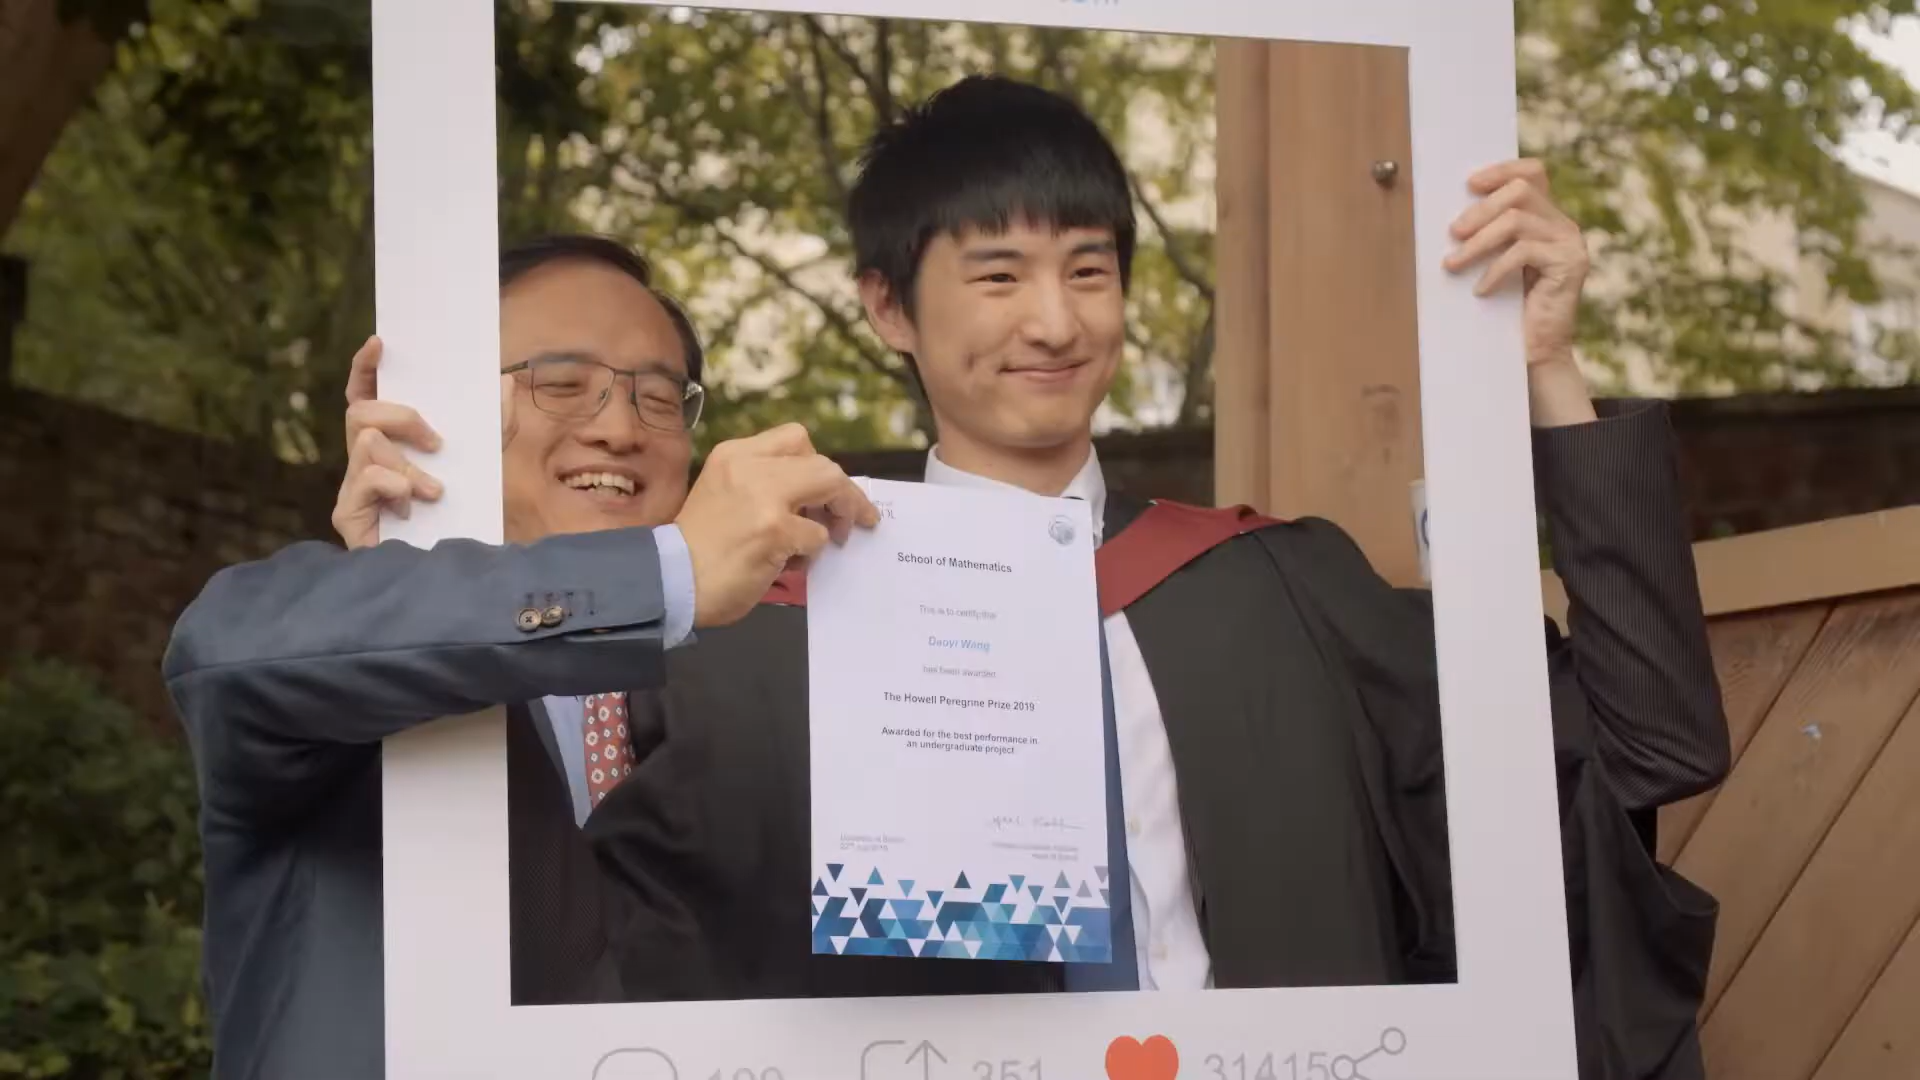 School of Mathematics
This is to certify that
Daoyi Wang
has been awarded
The Howell Peregrine Prize 2019
Awarded for the best performance in
an undergraduate project
351
31415